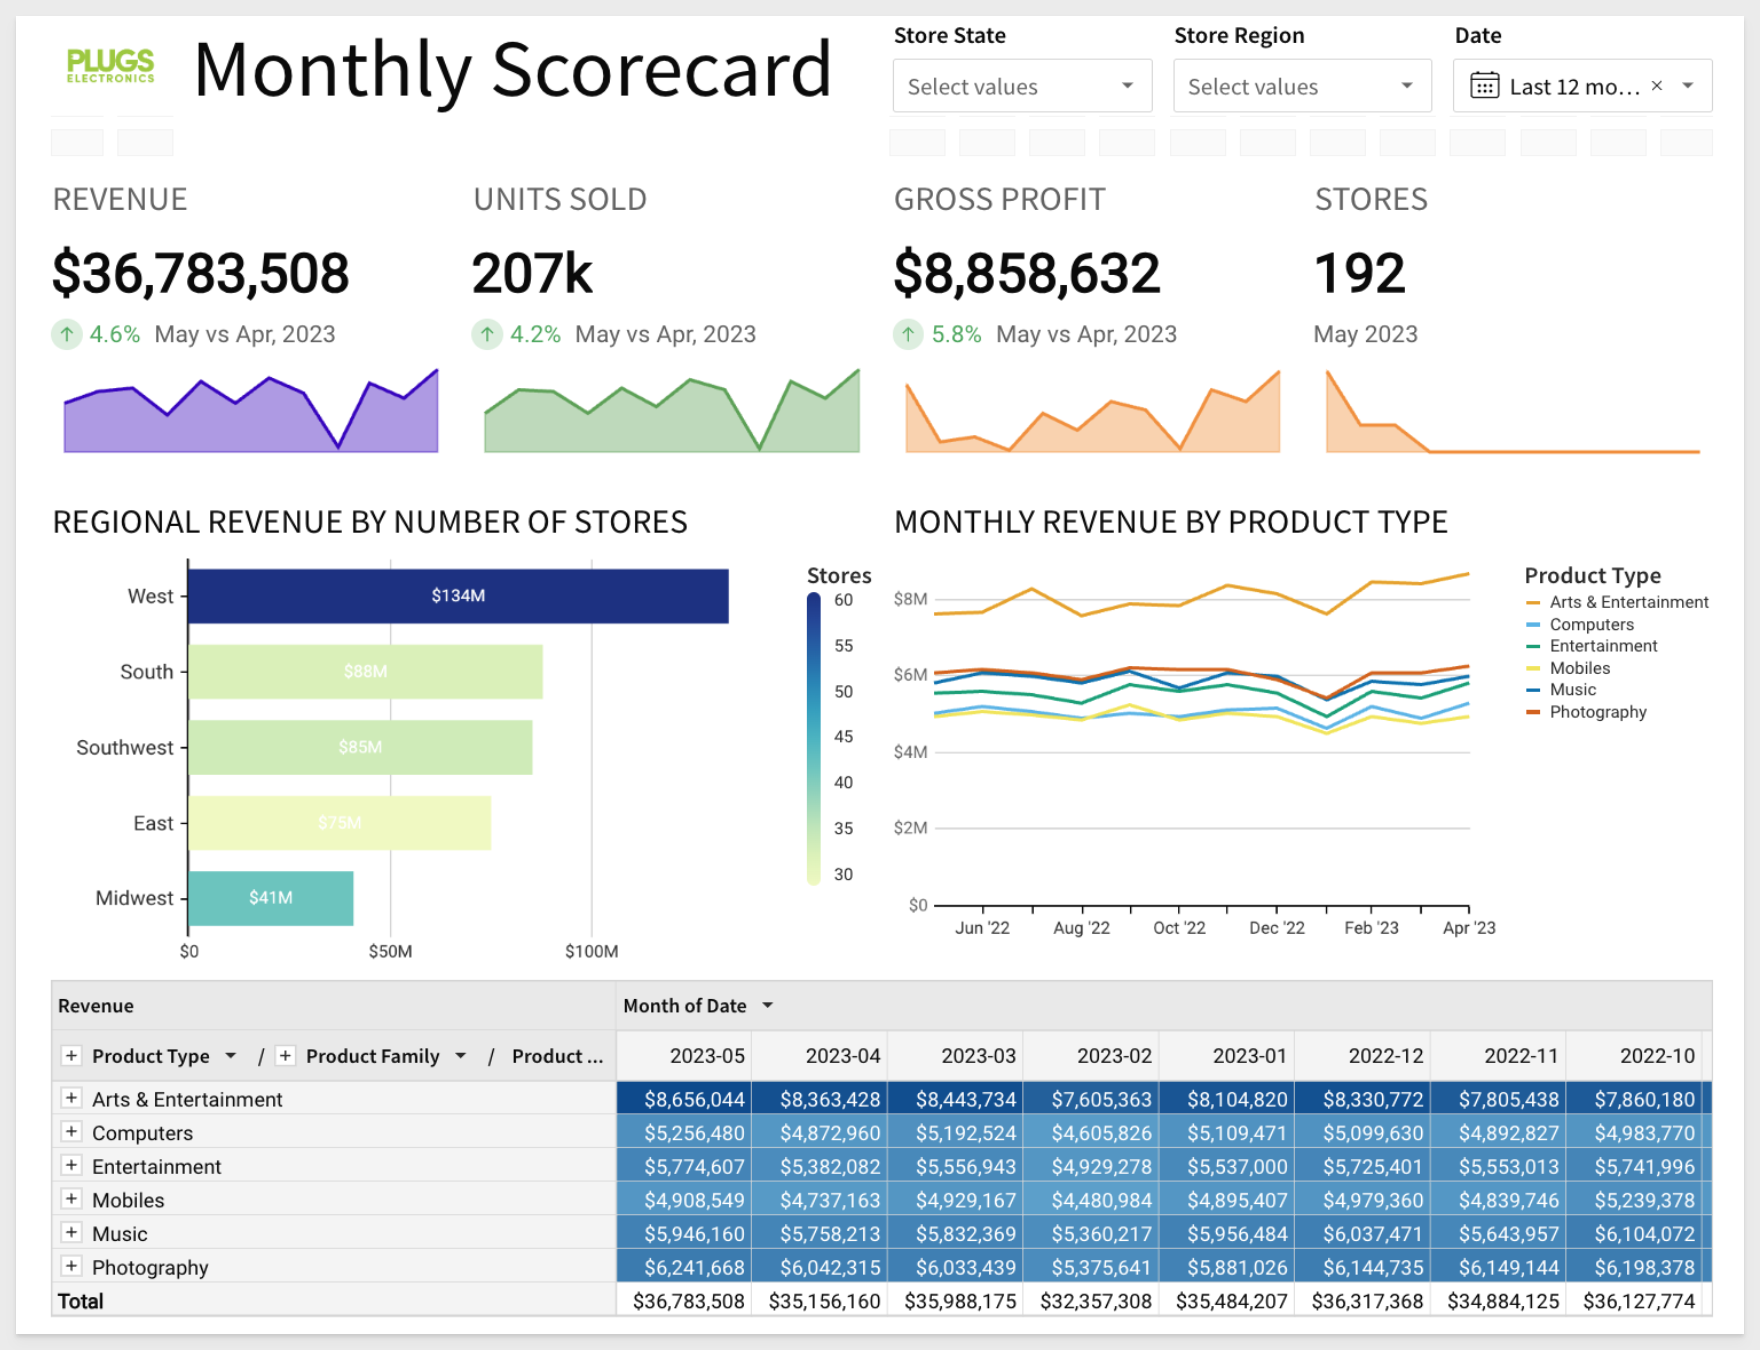 PLUGS
ELECTRONICS
Monthly Scorecard
Store State
Select values
Store Region
Select values
Date
Last 12 mo... ×
REVENUE
$36,783,508
↑ 4.6% May vs Apr, 2023
UNITS SOLD
207k
↑ 4.2% May vs Apr, 2023
GROSS PROFIT
$8,858,632
↑ 5.8% May vs Apr, 2023
STORES
192
May 2023
REGIONAL REVENUE BY NUMBER OF STORES
West $134M
South $88M
Southwest $85M
East $75M
Midwest $41M
$0 $50M $100M
Stores
60
55
50
45
40
35
30
MONTHLY REVENUE BY PRODUCT TYPE
$8M
$6M
$4M
$2M
$0
Jun '22 Aug '22 Oct '22 Dec '22 Feb '23 Apr '23
Product Type
Arts & Entertainment
Computers
Entertainment
Mobiles
Music
Photography
Revenue Month of Date
+ Product Type / + Product Family / Product ... 2023-05 2023-04 2023-03 2023-02 2023-01 2022-12 2022-11 2022-10
+ Arts & Entertainment $8,656,044 $8,363,428 $8,443,734 $7,605,363 $8,104,820 $8,330,772 $7,805,438 $7,860,180
+ Computers $5,256,480 $4,872,960 $5,192,524 $4,605,826 $5,109,471 $5,099,630 $4,892,827 $4,983,770
+ Entertainment $5,774,607 $5,382,082 $5,556,943 $4,929,278 $5,537,000 $5,725,401 $5,553,013 $5,741,996
+ Mobiles $4,908,549 $4,737,163 $4,929,167 $4,480,984 $4,895,407 $4,979,360 $4,839,746 $5,239,378
+ Music $5,946,160 $5,758,213 $5,832,369 $5,360,217 $5,956,484 $6,037,471 $5,643,957 $6,104,072
+ Photography $6,241,668 $6,042,315 $6,033,439 $5,375,641 $5,881,026 $6,144,735 $6,149,144 $6,198,378
Total $36,783,508 $35,156,160 $35,988,175 $32,357,308 $35,484,207 $36,317,368 $34,884,125 $36,127,774